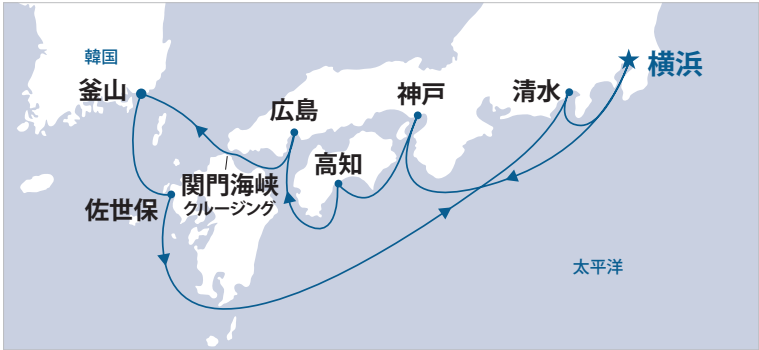 韓国
釜山
広島
神戸
清水
横浜
高知
関門海峡
クルージング
佐世保
太平洋